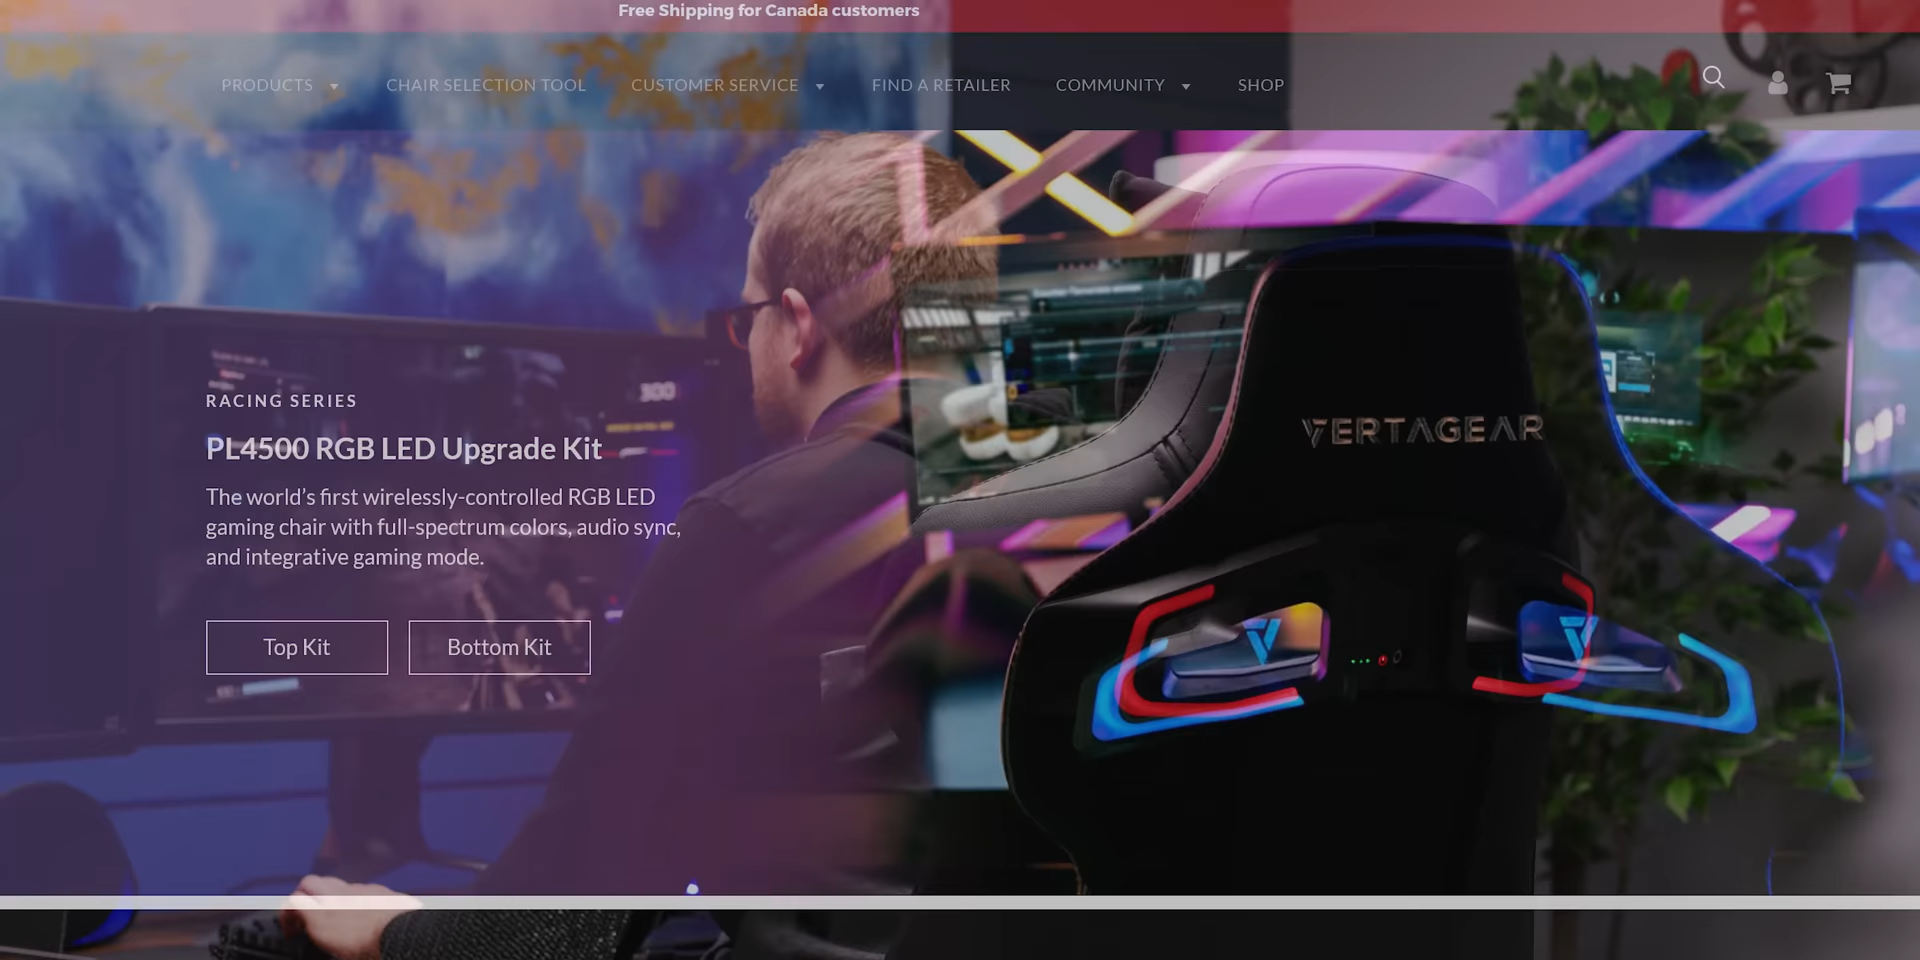 Free Shipping for Canada customers
PRODUCTS CHAIR SELECTION TOOL CUSTOMER SERVICE FIND A RETAILER COMMUNITY SHOP
300
RACING SERIES
PL4500 RGB LED Upgrade Kit
The world’s first wirelessly-controlled RGB LED
gaming chair with full-spectrum colors, audio sync,
and integrative gaming mode.
Top Kit Bottom Kit
VERTAGEAR